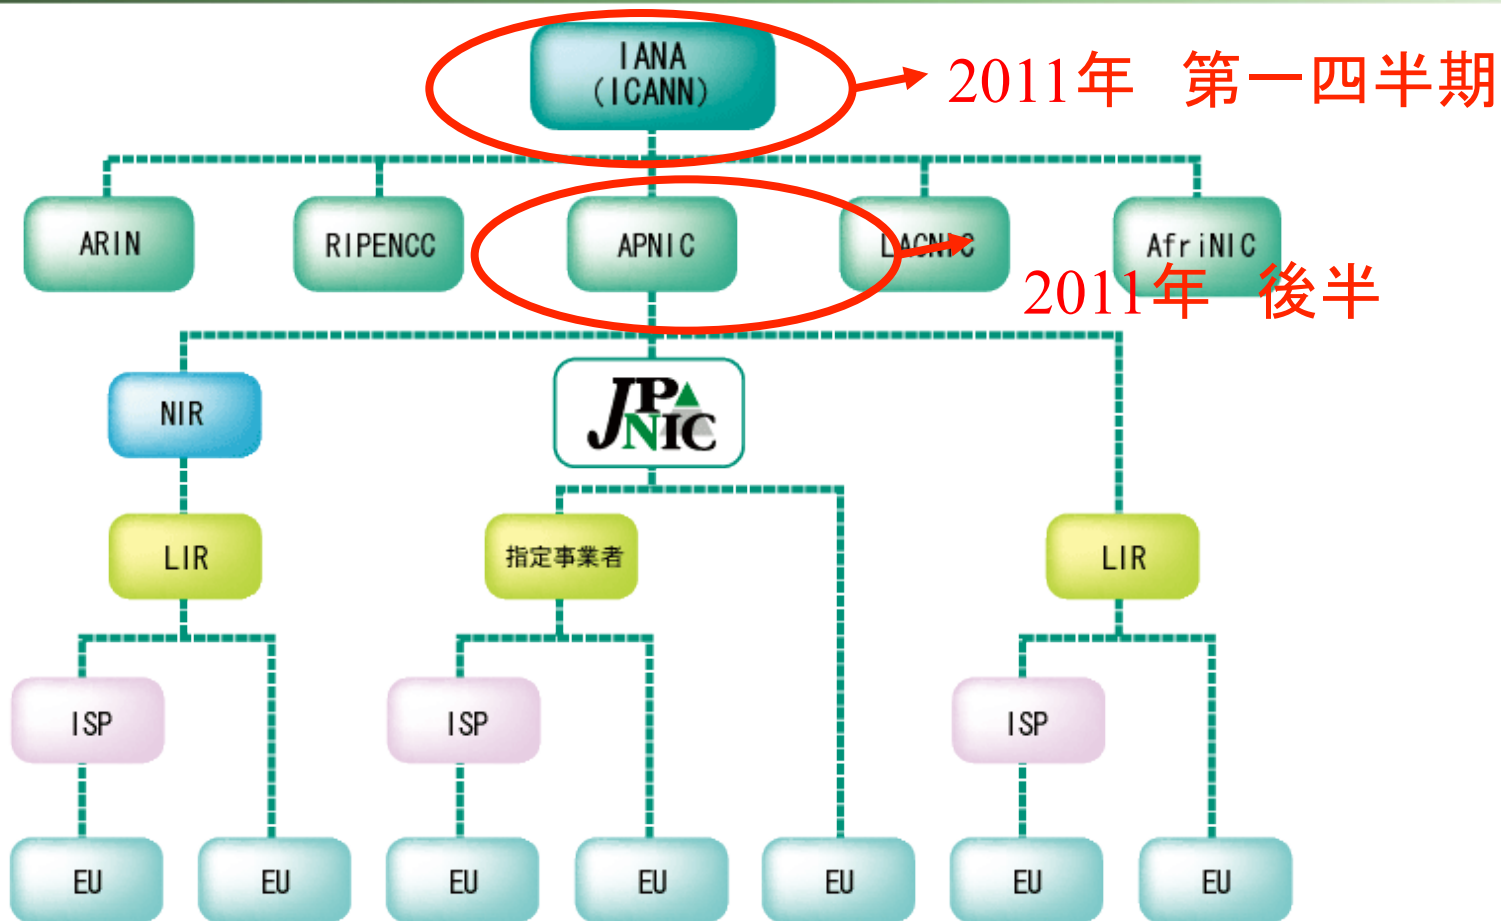 IANA
(ICANN)
2011年 第一四半期
ARIN
RIPENCC
APNIC
LACNIC
AfriNIC
2011年 後半
NIR
JPNIC
LIR
指定事業者
LIR
ISP
ISP
ISP
EU
EU
EU
EU
EU
EU
EU